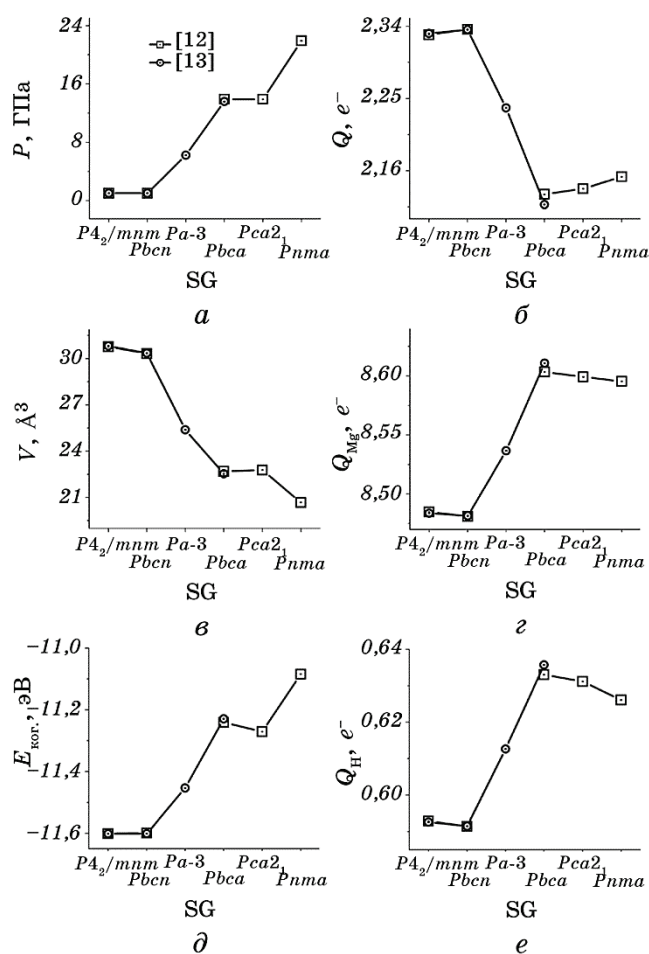 24
16
8
0
P, ГПа
[12]
[13]
P4₂/mnm Pa-3 Pca2₁
Pbcn Pbca Pnma
SG
а
2,34
2,25
2,16
Q, e⁻
P4₂/mnm Pa-3 Pca2₁
Pbcn Pbca Pnma
SG
б
30
27
24
21
V, Å³
P4₂/mnm Pa-3 Pca2₁
Pbcn Pbca Pnma
SG
в
8,60
8,55
8,50
Q_Mg, e⁻
P4₂/mnm Pa-3 Pca2₁
Pbcn Pbca Pnma
SG
г
−11,0
−11,2
−11,4
−11,6
E_ког., эВ
P4₂/mnm Pa-3 Pca2₁
Pbcn Pbca Pnma
SG
д
0,64
0,62
0,60
Q_H, e⁻
P4₂/mnm Pa-3 Pca2₁
Pbcn Pbca Pnma
SG
е